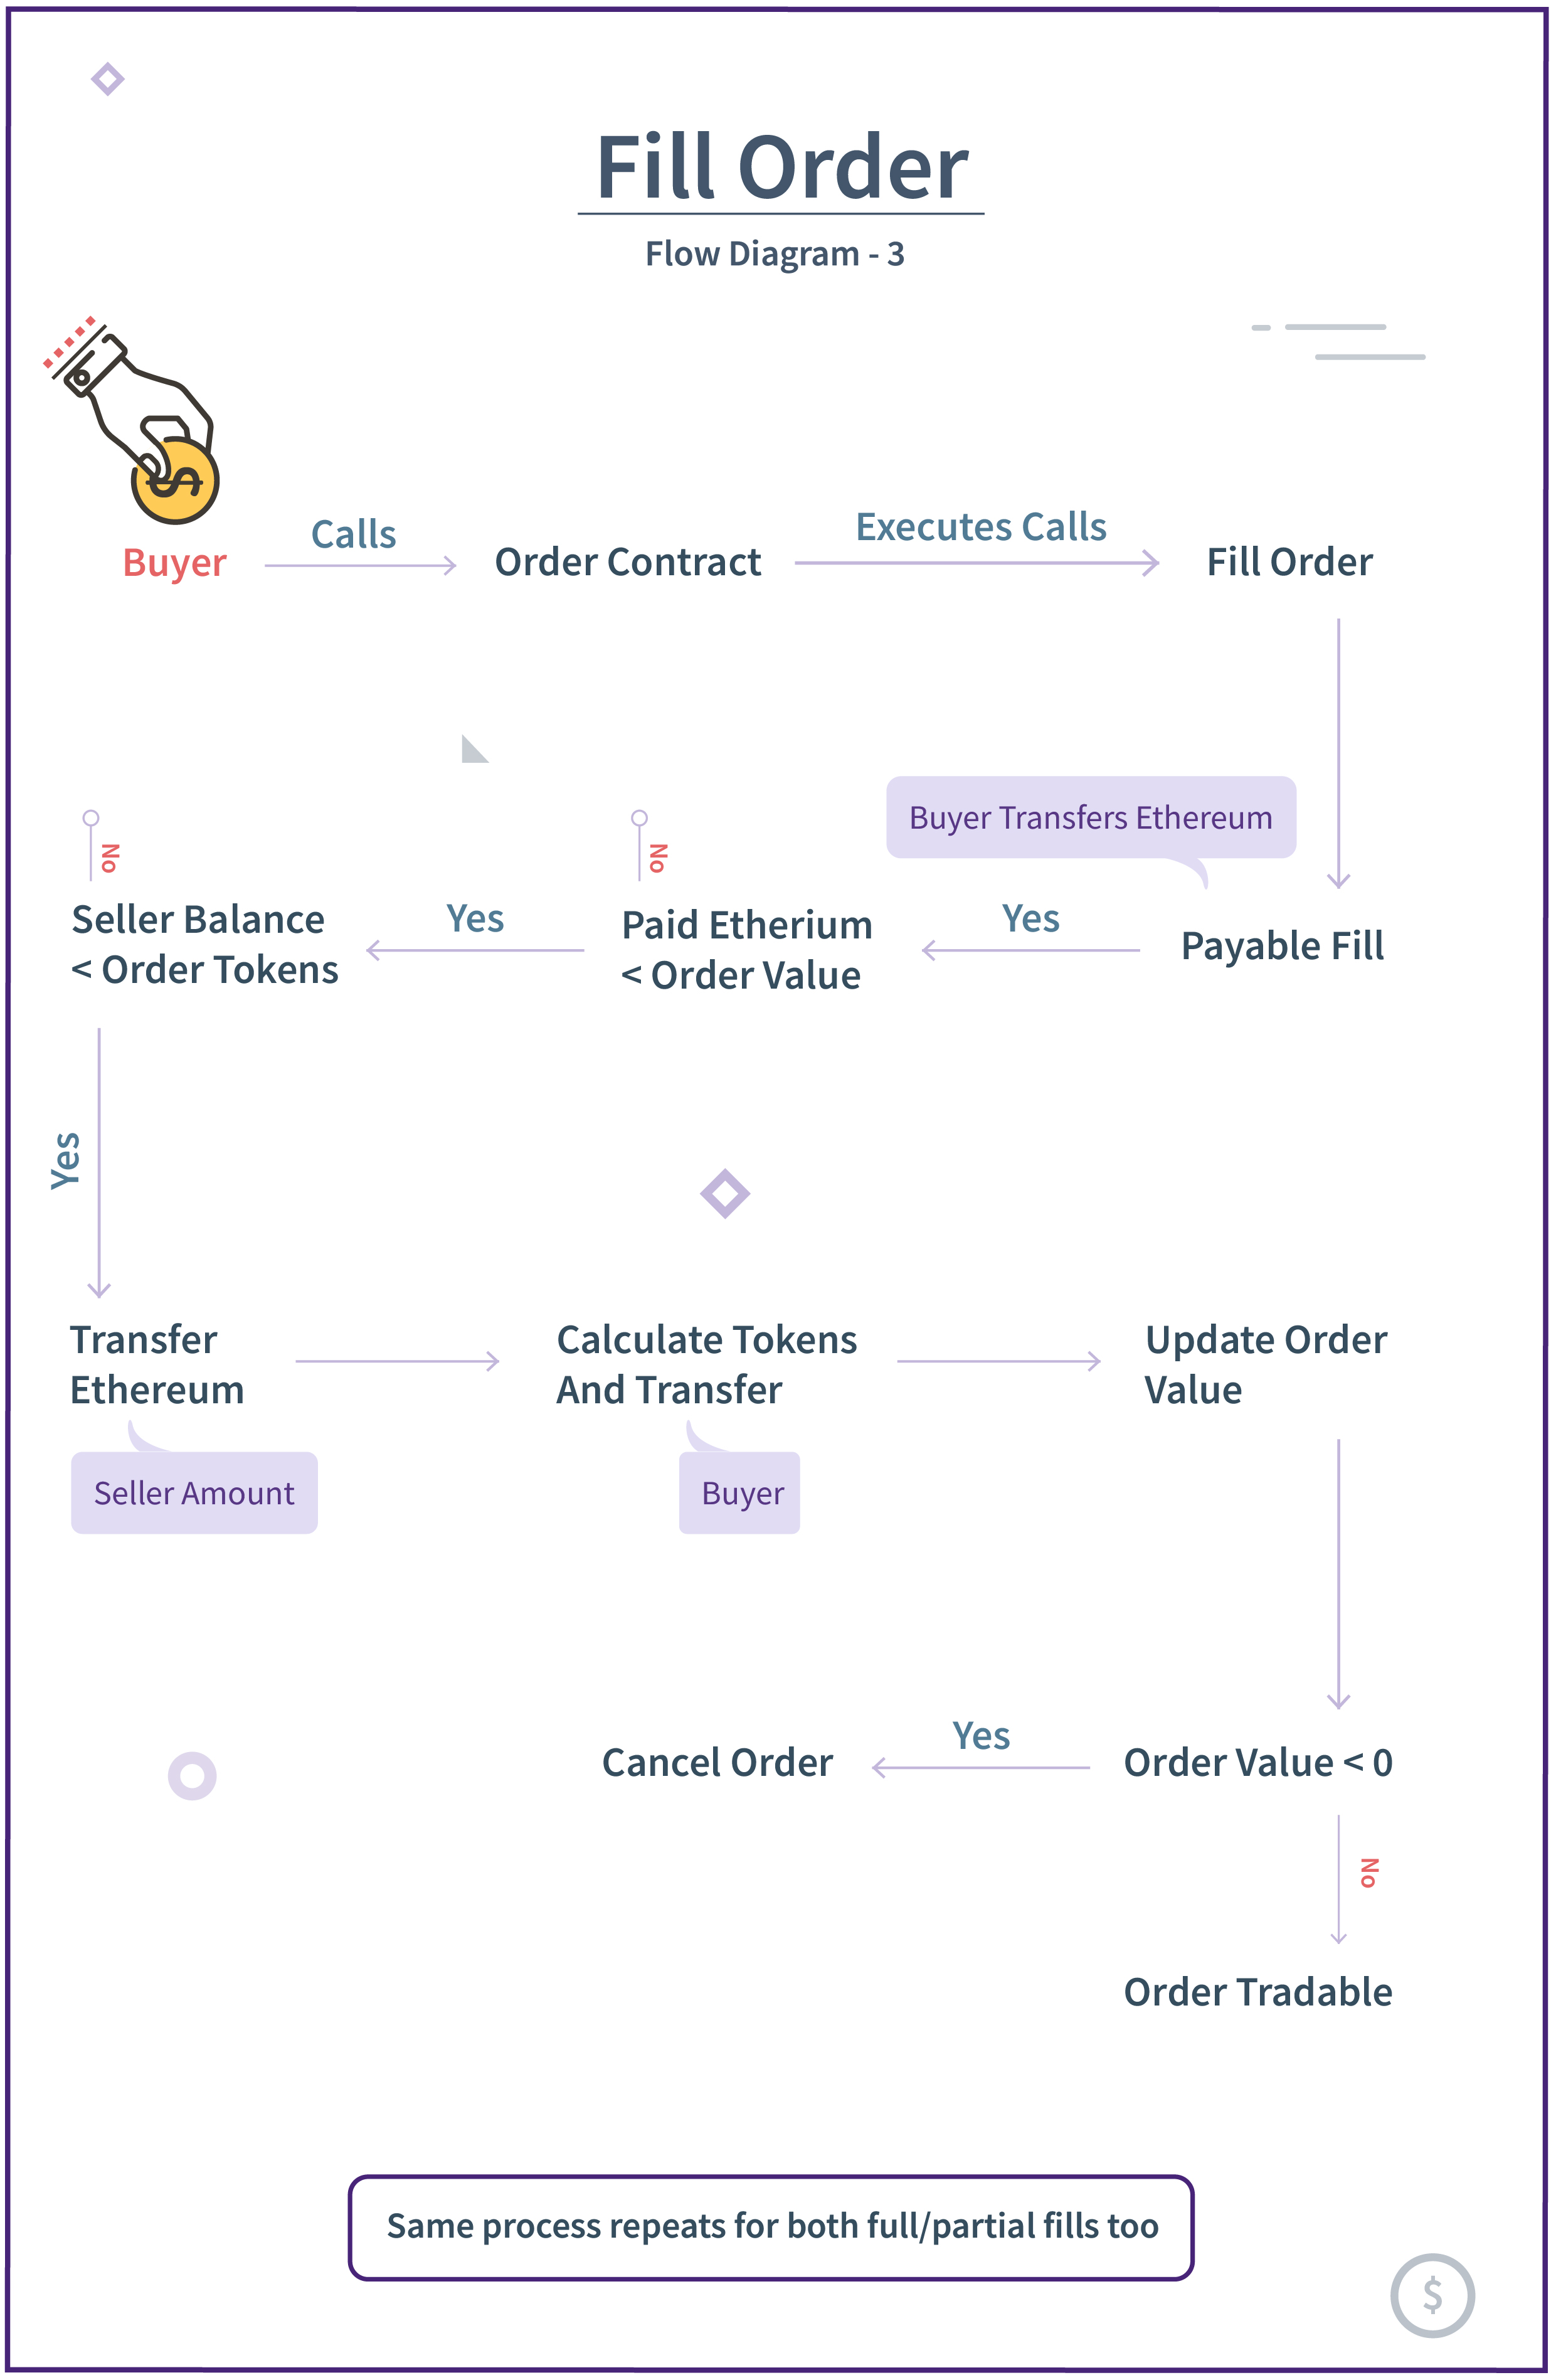 Fill Order
Flow Diagram - 3
$
Calls
Executes Calls
Buyer
Order Contract
Fill Order
Buyer Transfers Ethereum
No
No
Seller Balance
< Order Tokens
Yes
Paid Etherium
< Order Value
Yes
Payable Fill
Yes
Transfer
Ethereum
Calculate Tokens
And Transfer
Update Order
Value
Seller Amount
Buyer
Cancel Order
Yes
Order Value < 0
No
Order Tradable
Same process repeats for both full/partial fills too
$